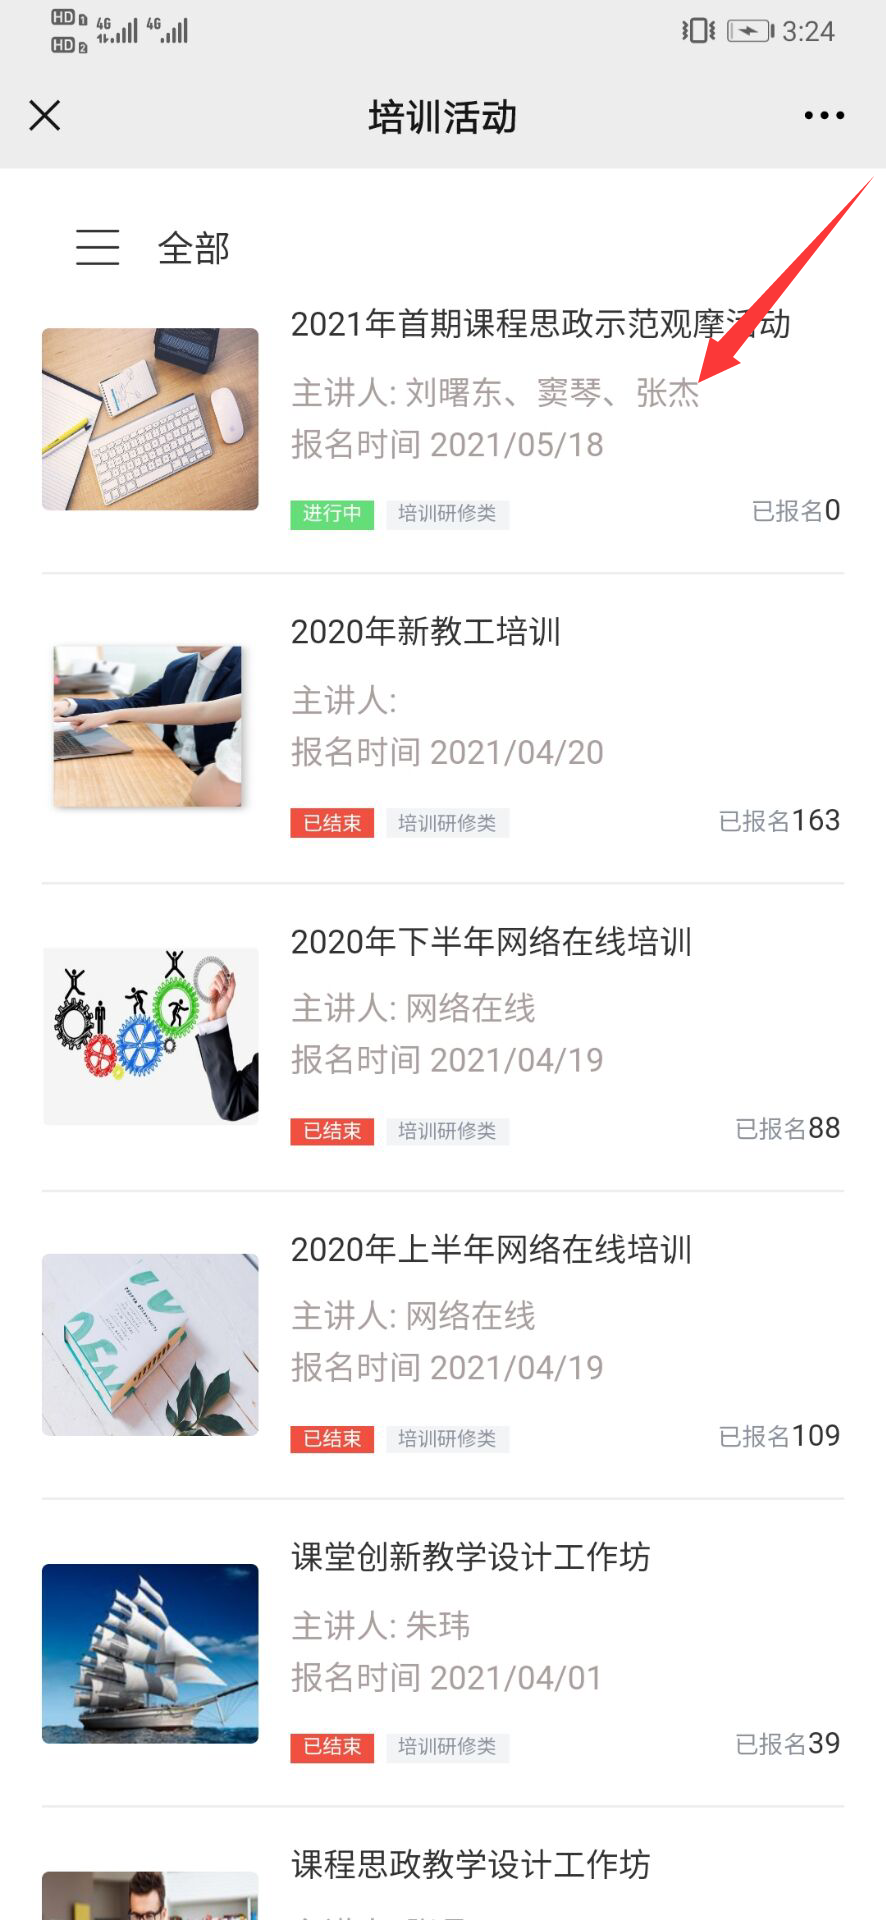 HD 1 4G 4G 3:24
HD 2
培训活动
全部
2021年首期课程思政示范观摩活动
主讲人: 刘曙东、窦琴、张杰
报名时间 2021/05/18
进行中 培训研修类 已报名0
2020年新教工培训
主讲人:
报名时间 2021/04/20
已结束 培训研修类 已报名163
2020年下半年网络在线培训
主讲人: 网络在线
报名时间 2021/04/19
已结束 培训研修类 已报名88
2020年上半年网络在线培训
主讲人: 网络在线
报名时间 2021/04/19
已结束 培训研修类 已报名109
课堂创新教学设计工作坊
主讲人: 朱玮
报名时间 2021/04/01
已结束 培训研修类 已报名39
课程思政教学设计工作坊